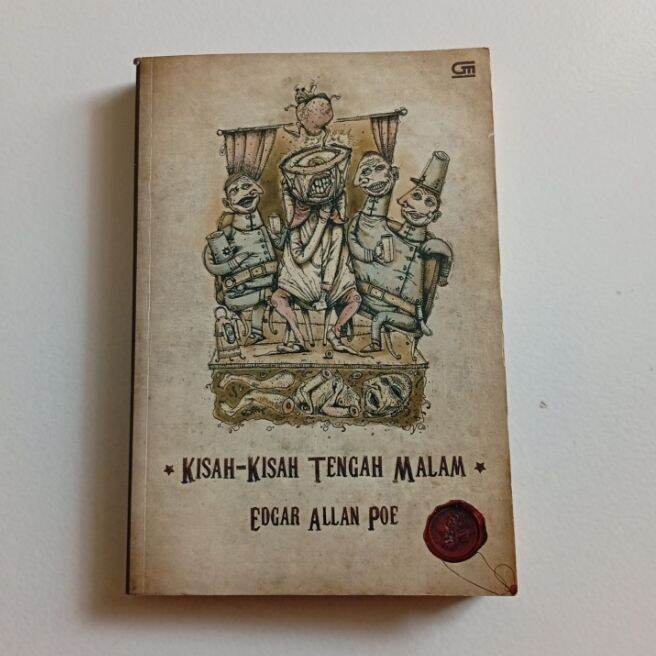 GM
KISAH-KISAH TENGAH MALAM
EDGAR ALLAN POE